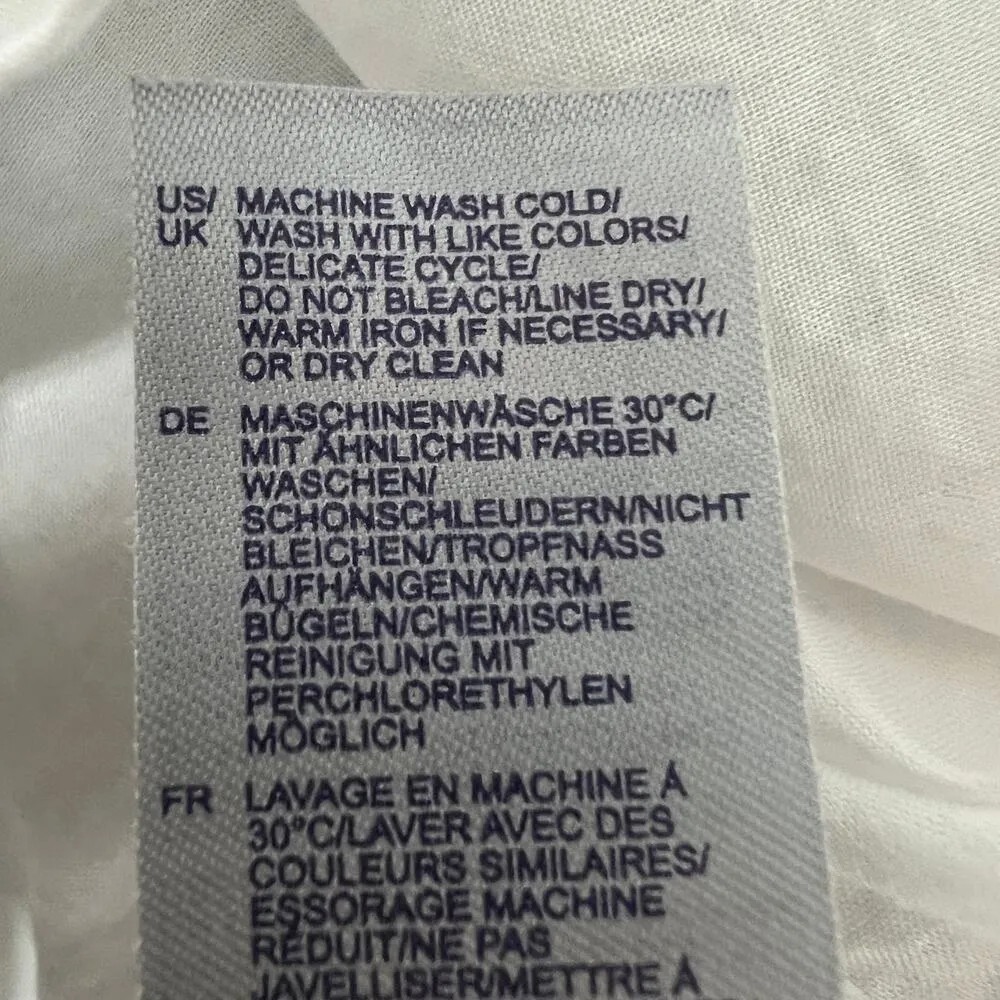 US/ MACHINE WASH COLD/
UK WASH WITH LIKE COLORS/
DELICATE CYCLE/
DO NOT BLEACH/LINE DRY/
WARM IRON IF NECESSARY/
OR DRY CLEAN
DE MASCHINENWÄSCHE 30°C/
MIT ÄHNLICHEN FARBEN
WASCHEN/
SCHONSCHLEUDERN/NICHT
BLEICHEN/TROPFNASS
AUFHÄNGEN/WARM
BÜGELN/CHEMISCHE
REINIGUNG MIT
PERCHLORETHYLEN
MÖGLICH
FR LAVAGE EN MACHINE À
30°C/LAVER AVEC DES
COULEURS SIMILAIRES/
ESSORAGE MACHINE
RÉDUIT/NE PAS
JAVELLISER/METTRE À